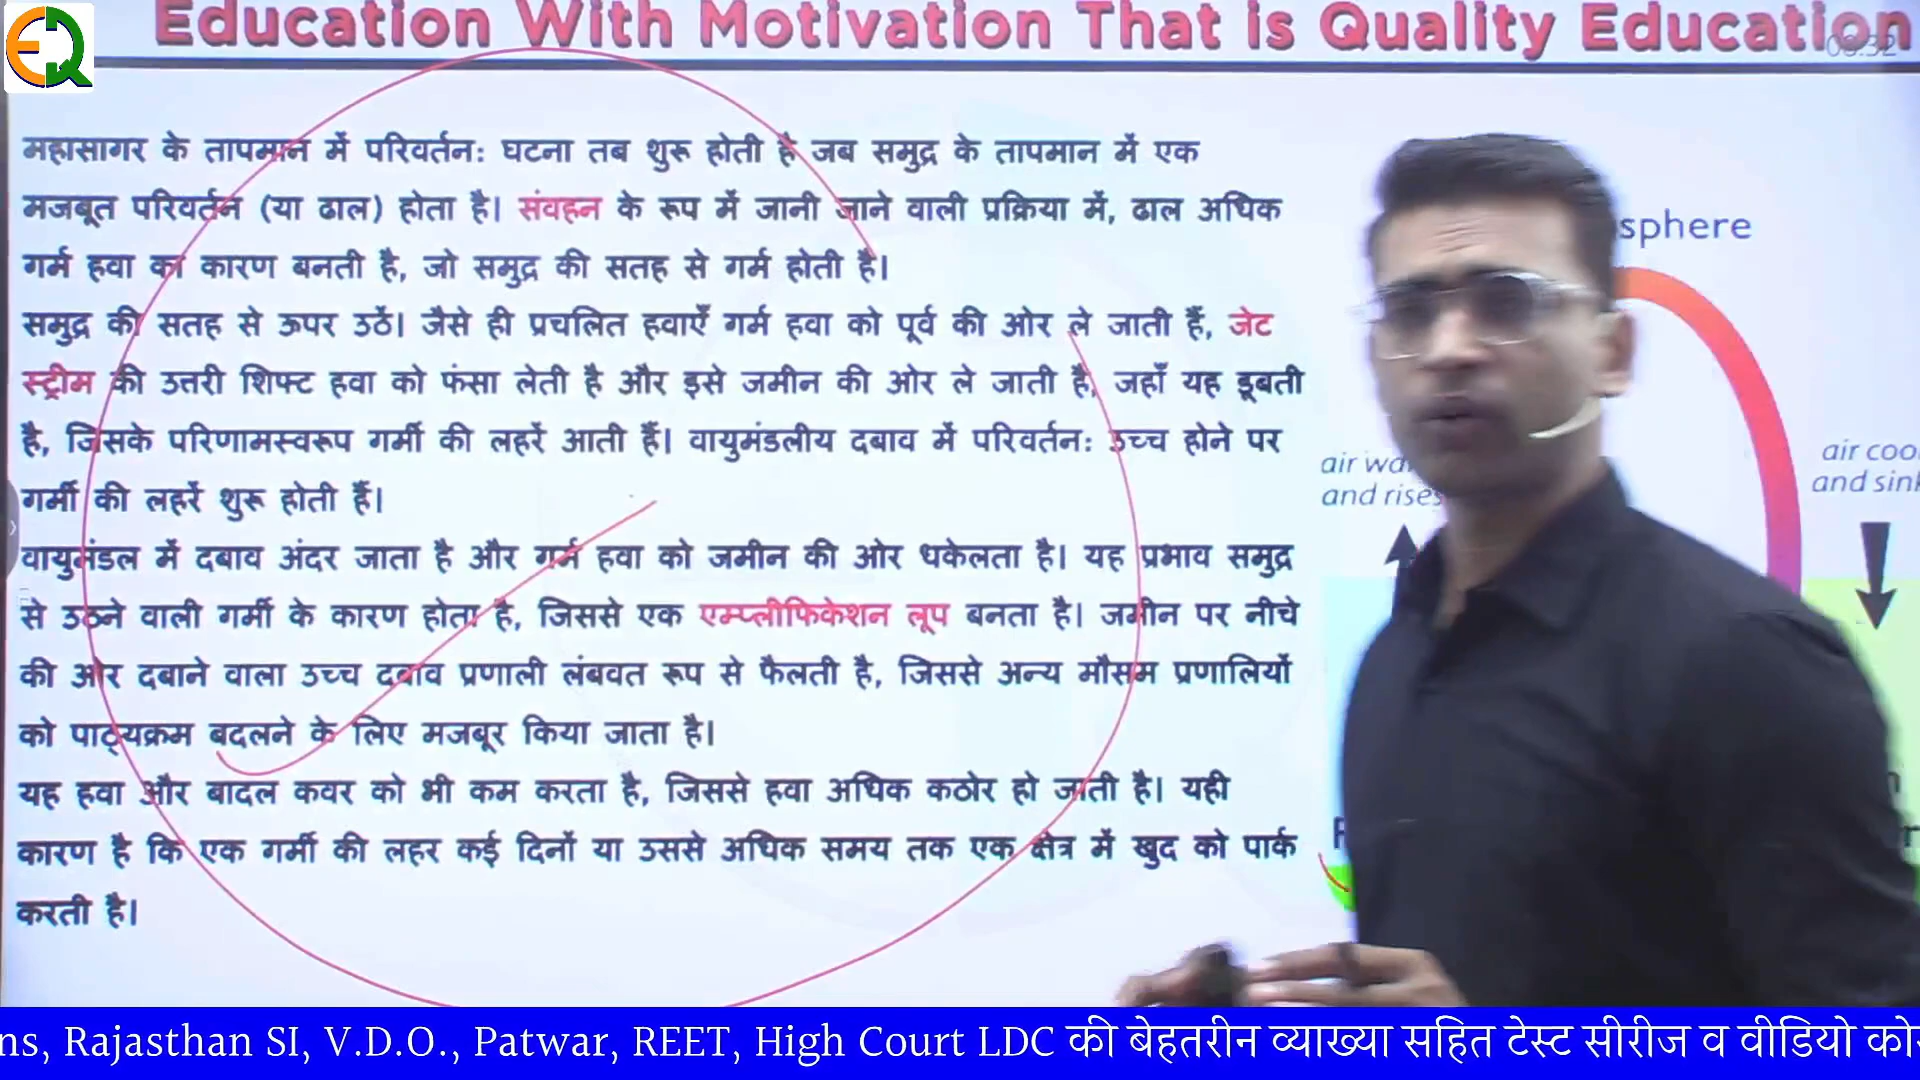 Education With Motivation That is Quality Education
EQ
महासागर के तापमान में परिवर्तन: घटना तब शुरू होती है जब समुद्र के तापमान में एक
मजबूत परिवर्तन (या ढाल) होता है। संवहन के रूप में जानी जाने वाली प्रक्रिया में, ढाल अधिक
गर्म हवा का कारण बनती है, जो समुद्र की सतह से गर्म होती है।
समुद्र की सतह से ऊपर उठें। जैसे ही प्रचलित हवाएँ गर्म हवा को पूर्व की ओर ले जाती हैं, जेट
स्ट्रीम की उत्तरी शिफ्ट हवा को फंसा लेती है और इसे जमीन की ओर ले जाती है, जहाँ यह डूबती
है, जिसके परिणामस्वरूप गर्मी की लहरें आती हैं। वायुमंडलीय दबाव में परिवर्तन: उच्च होने पर
गर्मी की लहरें शुरू होती हैं।
वायुमंडल में दबाव अंदर जाता है और गर्म हवा को जमीन की ओर धकेलता है। यह प्रभाव समुद्र
से उठने वाली गर्मी के कारण होता है, जिससे एक एम्प्लीफिकेशन लूप बनता है। जमीन पर नीचे
की ओर दबाने वाला उच्च दबाव प्रणाली लंबवत रूप से फैलती है, जिससे अन्य मौसम प्रणालियों
को पाठ्यक्रम बदलने के लिए मजबूर किया जाता है।
यह हवा और बादल कवर को भी कम करता है, जिससे हवा अधिक कठोर हो जाती है। यही
कारण है कि एक गर्मी की लहर कई दिनों या उससे अधिक समय तक एक क्षेत्र में खुद को पार्क
करती है।
sphere
air wa
and rises
air coo
and sink
ns, Rajasthan SI, V.D.O., Patwar, REET, High Court LDC की बेहतरीन व्याख्या सहित टेस्ट सीरीज व वीडियो को